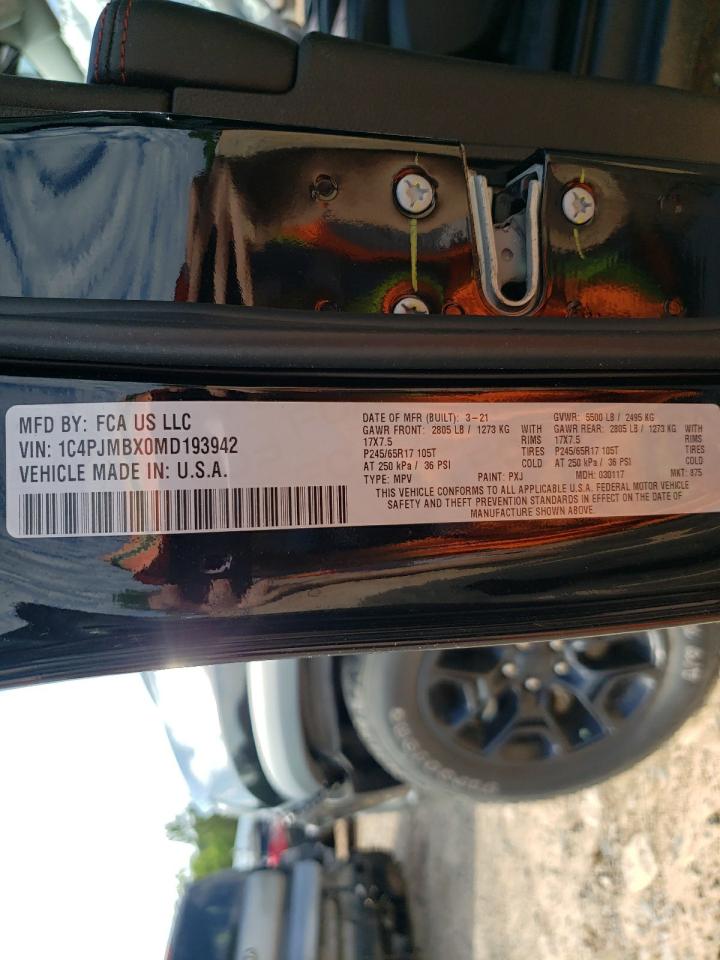 MFD BY: FCA US LLC
VIN: 1C4PJMBX0MD193942
VEHICLE MADE IN: U.S.A.
DATE OF MFR (BUILT): 3-21 GVWR: 5500 LB / 2495 KG
GAWR FRONT: 2805 LB / 1273 KG WITH GAWR REAR: 2805 LB / 1273 KG WITH
17X7.5 RIMS 17X7.5 RIMS
P245/65R17 105T TIRES P245/65R17 105T TIRES
AT 250 kPa / 36 PSI COLD AT 250 kPa / 36 PSI COLD
TYPE: MPV PAINT: PXJ MDH: 030117 MKT: 875
THIS VEHICLE CONFORMS TO ALL APPLICABLE U.S.A. FEDERAL MOTOR VEHICLE
SAFETY AND THEFT PREVENTION STANDARDS IN EFFECT ON THE DATE OF
MANUFACTURE SHOWN ABOVE.